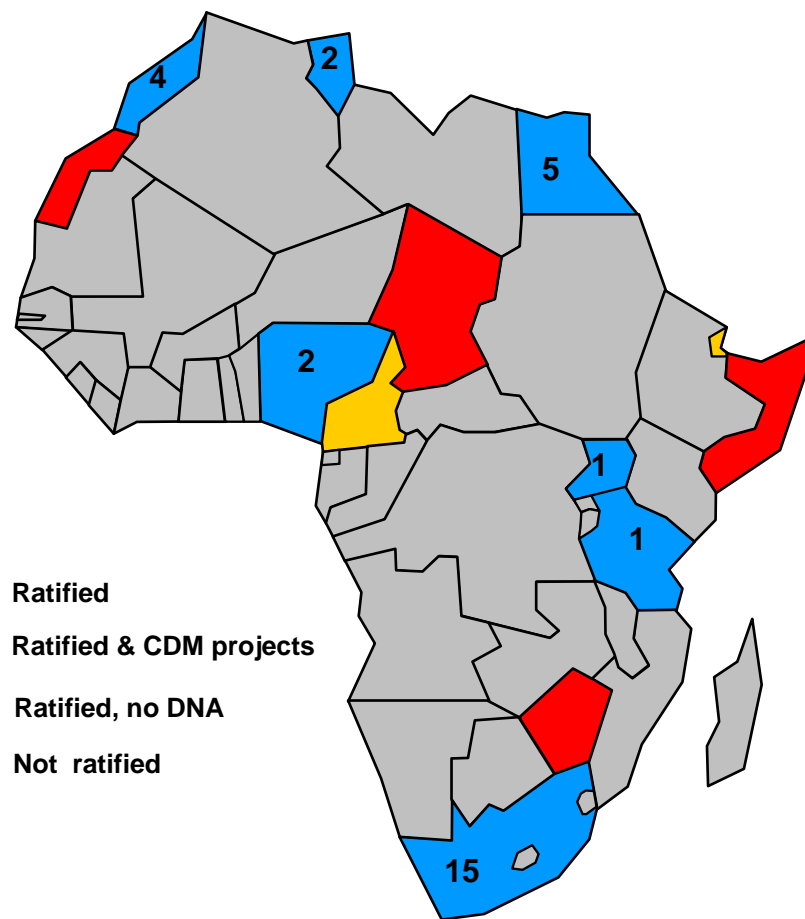 2
4
5
2
1
1
Ratified
Ratified & CDM projects
Ratified, no DNA
Not ratified
15